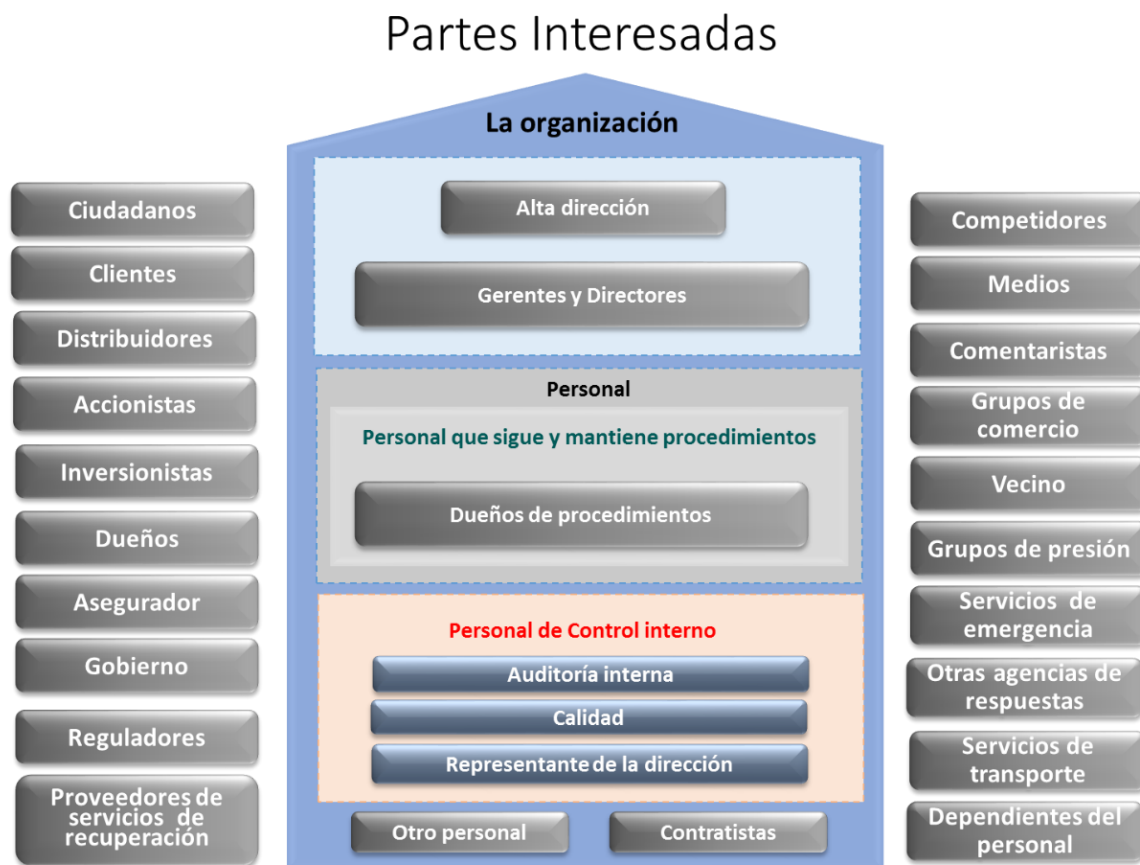 Partes Interesadas
La organización
Alta dirección
Gerentes y Directores
Personal
Personal que sigue y mantiene procedimientos
Dueños de procedimientos
Personal de Control interno
Auditoría interna
Calidad
Representante de la dirección
Otro personal
Contratistas
Ciudadanos
Clientes
Distribuidores
Accionistas
Inversionistas
Dueños
Asegurador
Gobierno
Reguladores
Proveedores de
servicios de
recuperación
Competidores
Medios
Comentaristas
Grupos de
comercio
Vecino
Grupos de presión
Servicios de
emergencia
Otras agencias de
respuestas
Servicios de
transporte
Dependientes del
personal